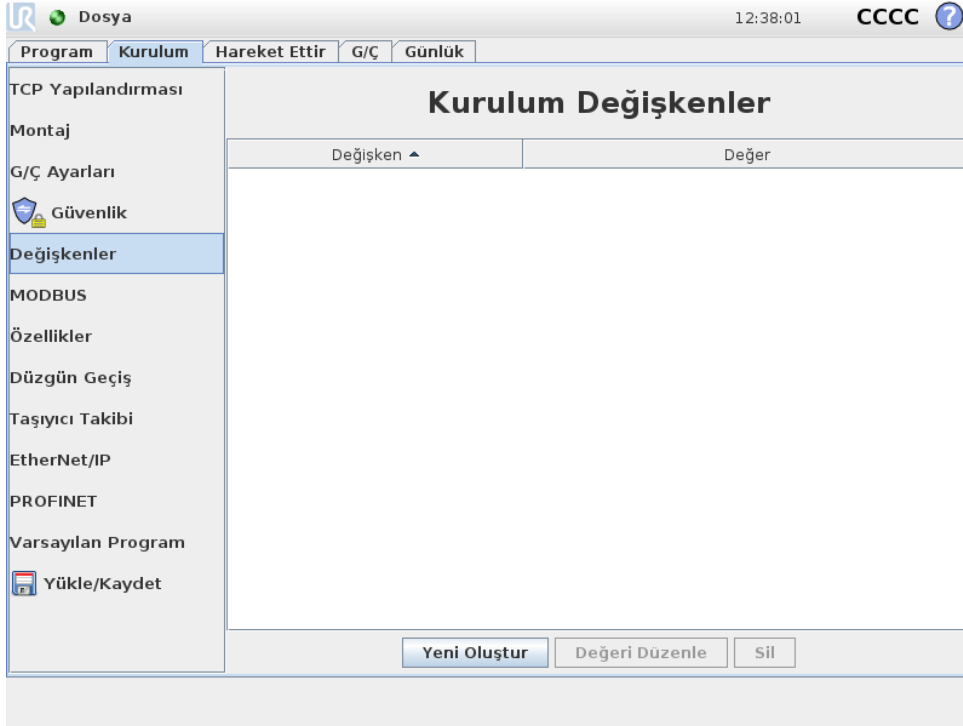 UR Dosya 12:38:01 CCCC ?
Program Kurulum Hareket Ettir G/Ç Günlük
TCP Yapılandırması
Montaj
G/Ç Ayarları
Güvenlik
Değişkenler
MODBUS
Özellikler
Düzgün Geçiş
Taşıyıcı Takibi
EtherNet/IP
PROFINET
Varsayılan Program
Yükle/Kaydet
Kurulum Değişkenler
Değişken Değer
Yeni Oluştur Değeri Düzenle Sil